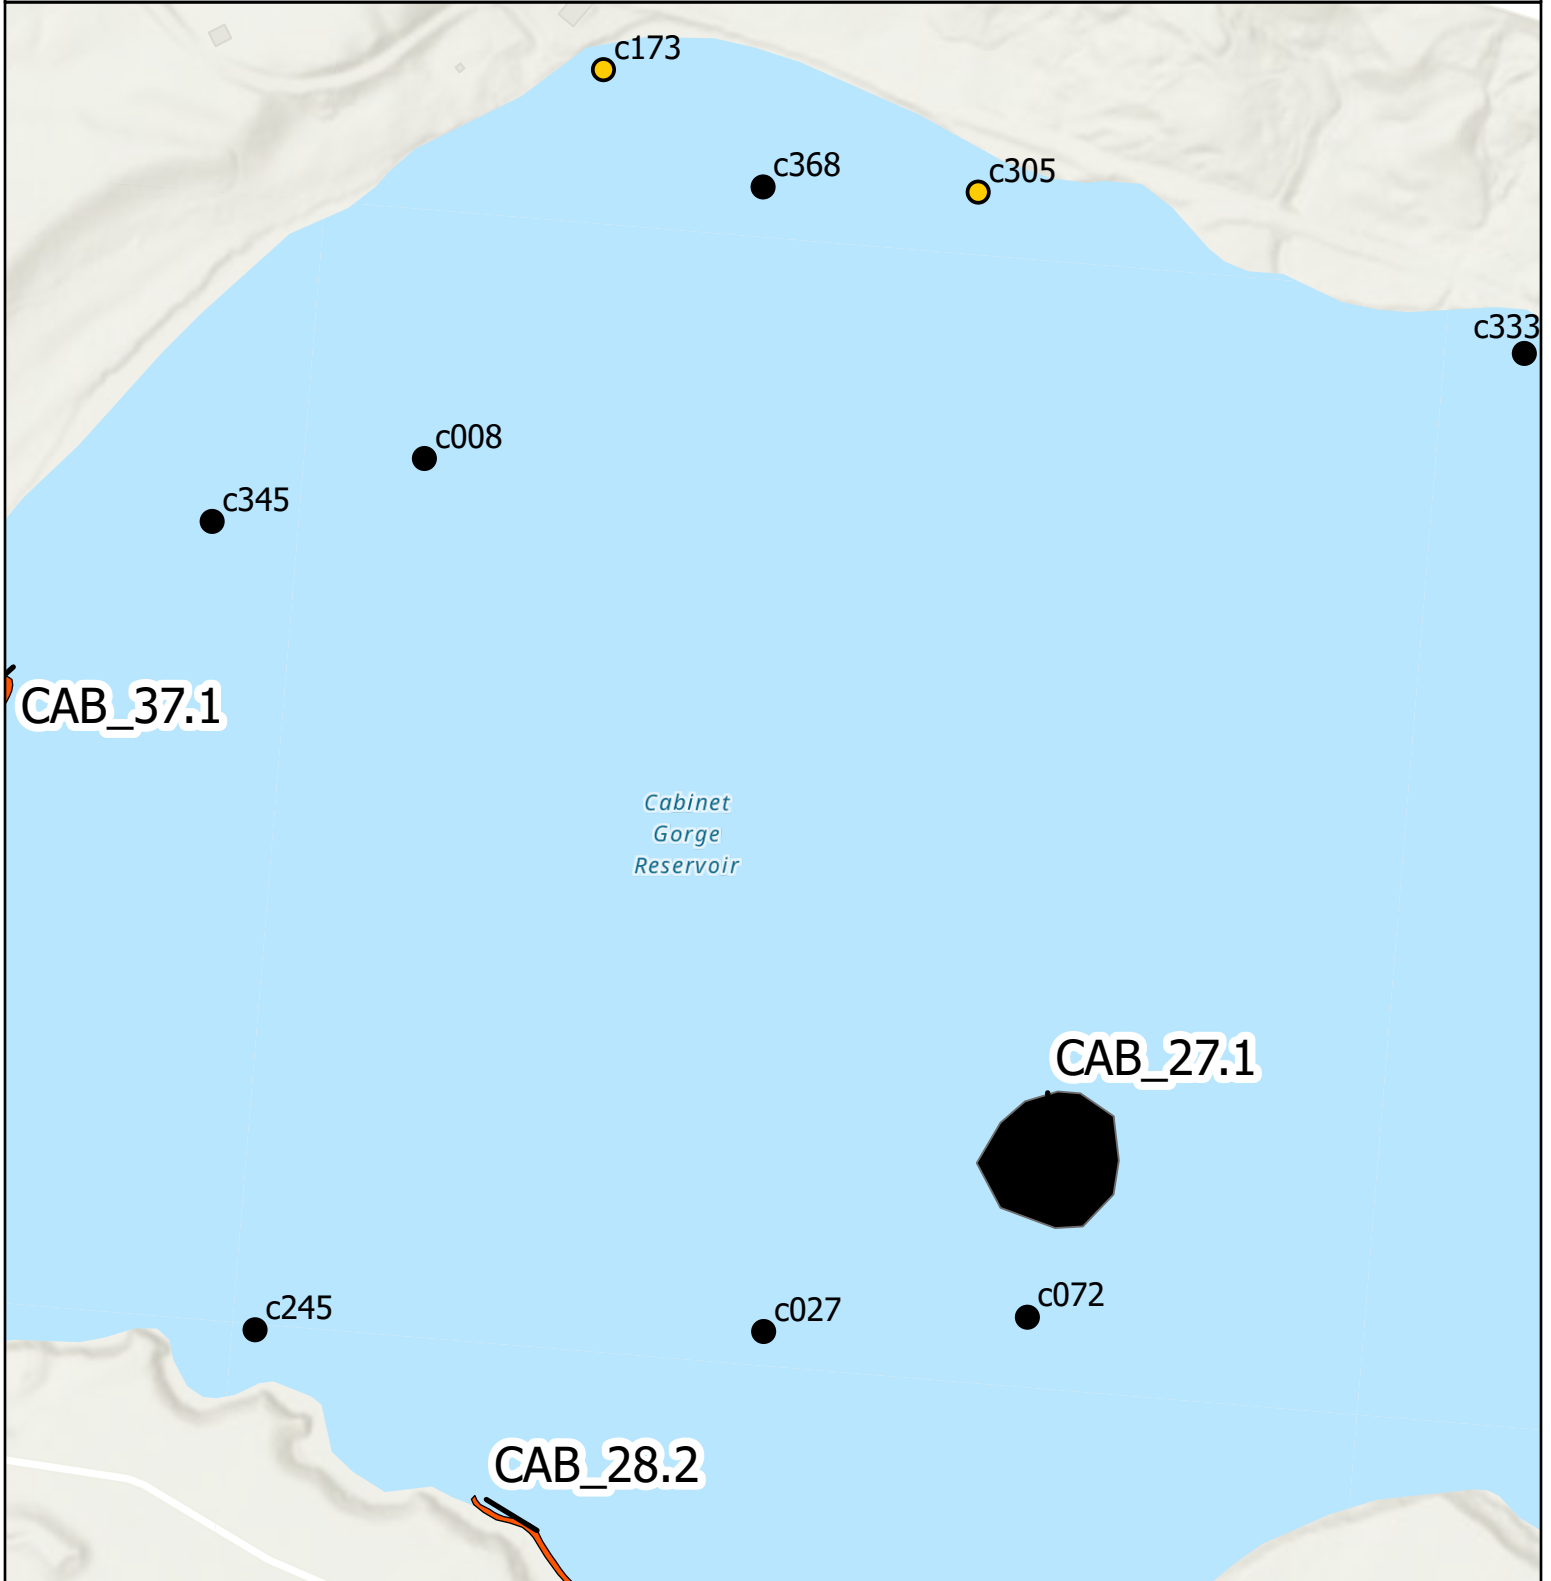 c173
c368
c305
c333
c008
c345
CAB_37.1
Cabinet
Gorge
Reservoir
CAB_27.1
c245
c027
c072
CAB_28.2